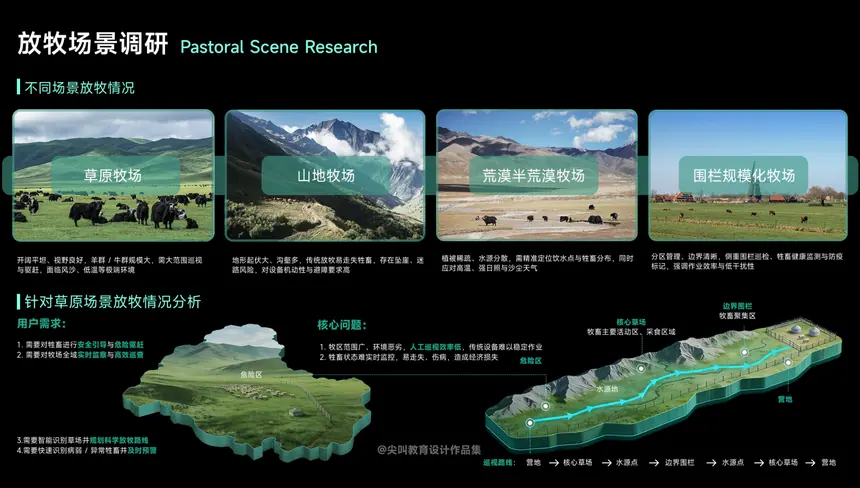 放牧场景调研 Pastoral Scene Research
不同场景放牧情况
草原牧场
山地牧场
荒漠半荒漠牧场
围栏规模化牧场
开阔平坦、视野良好，羊群 / 牛群规模大，需大范围巡视
与驱赶，面临风沙、低温等极端环境
地形起伏大、沟壑多，传统放牧易走失牲畜，存在坠崖、迷
路风险，对设备机动性与避障要求高
植被稀疏、水源分散，需精准定位饮水点与牲畜分布，同时
应对高温、强日照与沙尘天气
分区管理、边界清晰，侧重围栏巡检、牲畜健康监测与防疫
标记，强调作业效率与低干扰性
针对草原场景放牧情况分析
用户需求：
1. 需要对牲畜进行安全引导与危险驱赶
2. 需要对牧场全域实时监察与高效巡查
3.需要智能识别草场并规划科学放牧路线
4.需要快速识别病弱 / 异常牲畜并及时预警
危险区
核心问题：
1. 牧区范围广、环境恶劣，人工巡视效率低，传统设备难以稳定作业
2. 牲畜状态难实时监控，易走失、伤病，造成经济损失
危险区
核心草场
牧畜主要活动区、采食区域
边界围栏
牧畜聚集区
水源地
营地
@尖叫教育设计作品集
巡视路线： 营地 → 核心草场 → 水源点 → 边界围栏 → 水源点 → 核心草场 → 营地